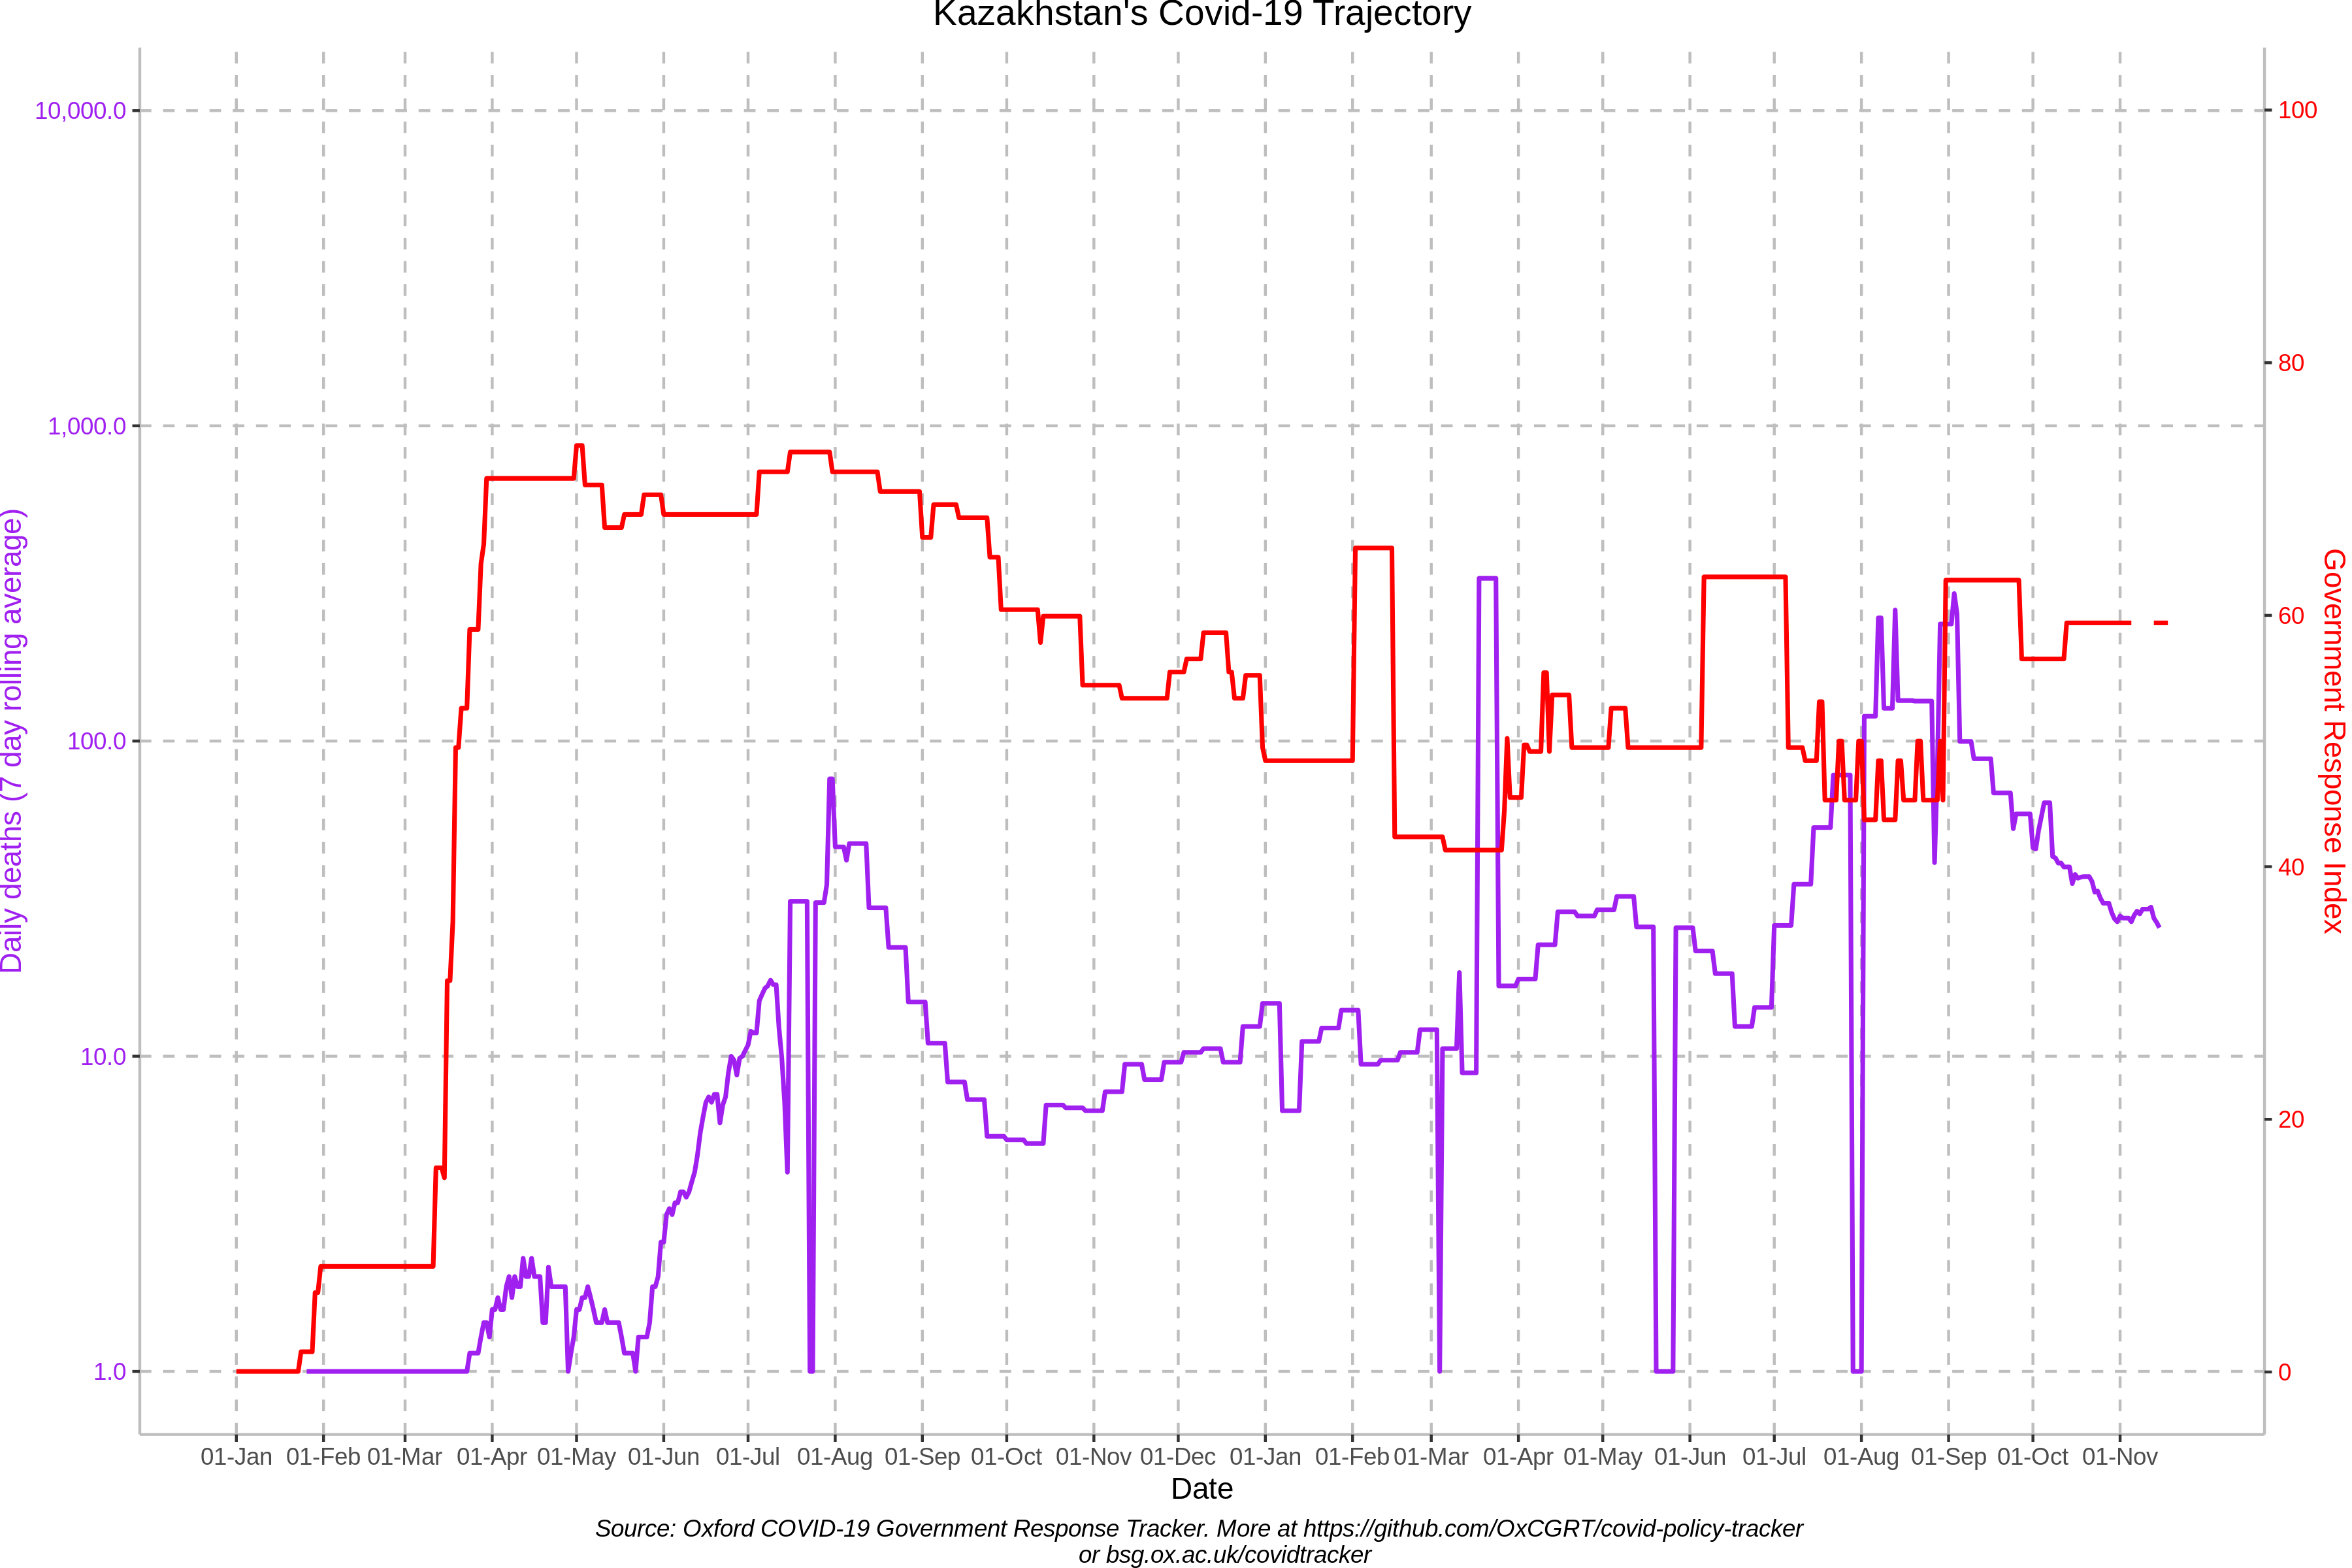 Kazakhstan's Covid-19 Trajectory
Daily deaths (7 day rolling average)
10,000.0
1,000.0
100.0
10.0
1.0
100
80
60
40
20
0
Government Response Index
01-Jan 01-Feb 01-Mar 01-Apr 01-May 01-Jun 01-Jul 01-Aug 01-Sep 01-Oct 01-Nov 01-Dec 01-Jan 01-Feb 01-Mar 01-Apr 01-May 01-Jun 01-Jul 01-Aug 01-Sep 01-Oct 01-Nov
Date
Source: Oxford COVID-19 Government Response Tracker. More at https://github.com/OxCGRT/covid-policy-tracker
or bsg.ox.ac.uk/covidtracker